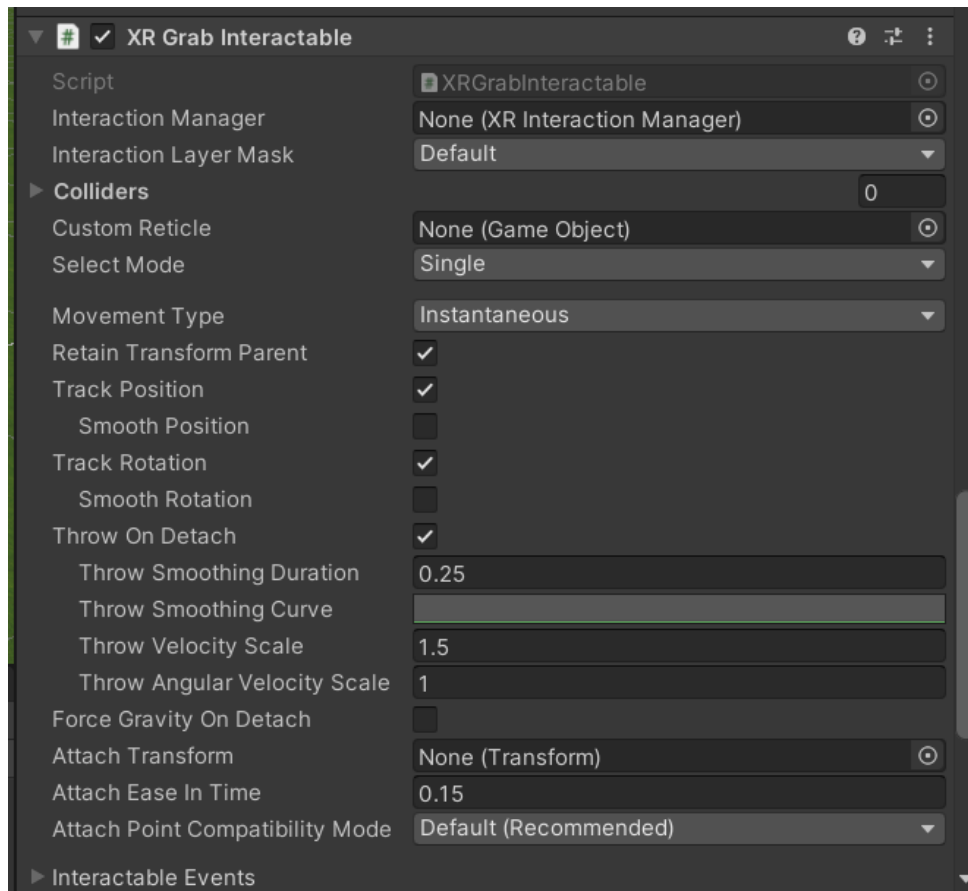 # XR Grab Interactable
Script XRGrabInteractable
Interaction Manager None (XR Interaction Manager)
Interaction Layer Mask Default
Colliders 0
Custom Reticle None (Game Object)
Select Mode Single
Movement Type Instantaneous
Retain Transform Parent
Track Position
Smooth Position
Track Rotation
Smooth Rotation
Throw On Detach
Throw Smoothing Duration 0.25
Throw Smoothing Curve
Throw Velocity Scale 1.5
Throw Angular Velocity Scale 1
Force Gravity On Detach
Attach Transform None (Transform)
Attach Ease In Time 0.15
Attach Point Compatibility Mode Default (Recommended)
Interactable Events